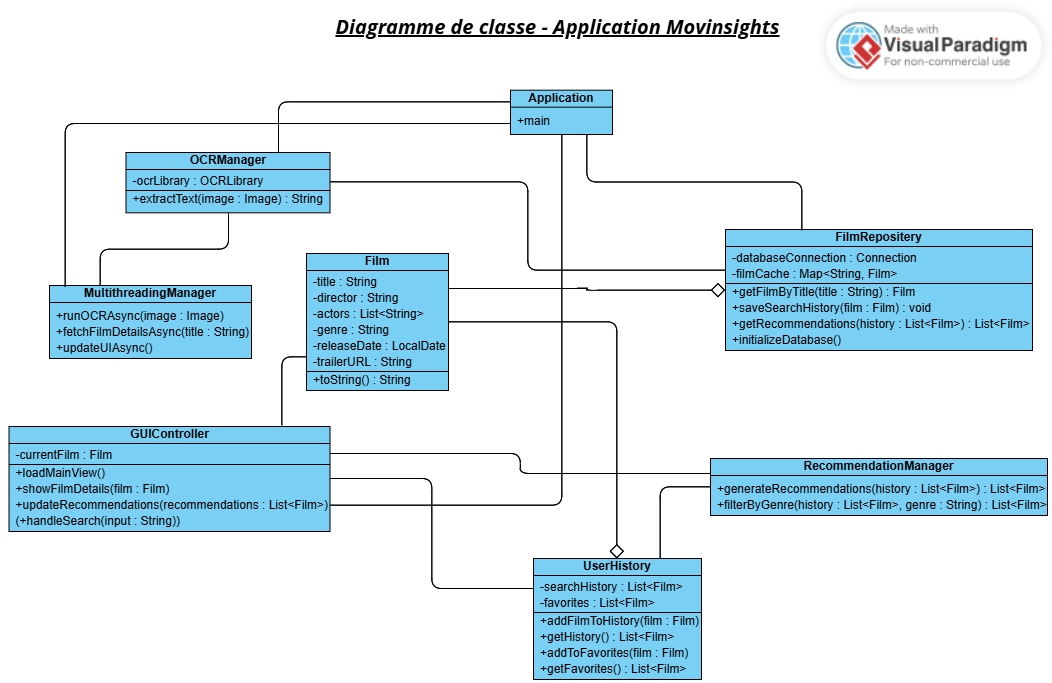 Diagramme de classe - Application Movinsights
Made with
VisualParadigm
For non-commercial use
Application
+main
OCRManager
-ocrLibrary : OCRLibrary
+extractText(image : Image) : String
FilmRepositery
-databaseConnection : Connection
-filmCache : Map<String, Film>
+getFilmByTitle(title : String) : Film
+saveSearchHistory(film : Film) : void
+getRecommendations(history : List<Film>) : List<Film>
+initializeDatabase()
Film
-title : String
-director : String
-actors : List<String>
-genre : String
-releaseDate : LocalDate
-trailerURL : String
+toString() : String
MultithreadingManager
+runOCRAsync(image : Image)
+fetchFilmDetailsAsync(title : String)
+updateUIAsync()
GUIController
-currentFilm : Film
+loadMainView()
+showFilmDetails(film : Film)
+updateRecommendations(recommendations : List<Film>)
(+handleSearch(input : String))
RecommendationManager
+generateRecommendations(history : List<Film>) : List<Film>
+filterByGenre(history : List<Film>, genre : String) : List<Film>
UserHistory
-searchHistory : List<Film>
-favorites : List<Film>
+addFilmToHistory(film : Film)
+getHistory() : List<Film>
+addToFavorites(film : Film)
+getFavorites() : List<Film>